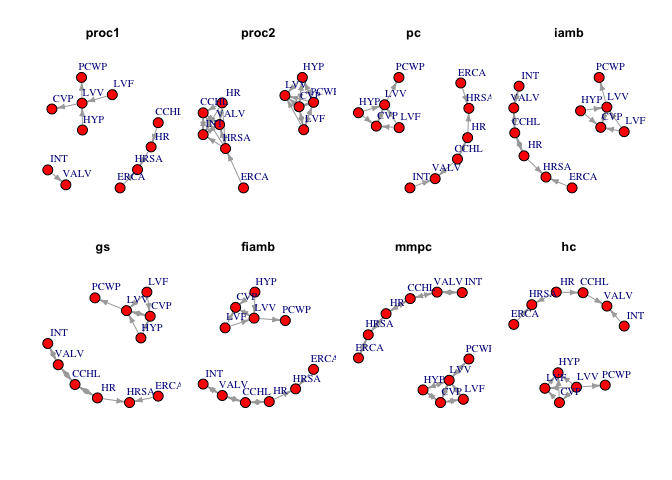 proc1
PCWP
LVF
CVP
LVV
HYP
CCHL
HR
INT
VALV
HRSA
ERCA
proc2
HYP
LVV
PCWP
CVP
LVF
HR
CCHL
VALV
INT
HRSA
ERCA
pc
PCWP
LVV
HYP
CVP
LVF
ERCA
HRSA
HR
CCHL
VALV
INT
iamb
INT
PCWP
VALV
LVV
HYP
CVP
LVF
CCHL
HR
HRSA
ERCA
gs
LVF
PCWP
LVV
CVP
HYP
INT
VALV
CCHL
HR
HRSA
ERCA
fiamb
HYP
CVP
LVV
LVF
PCWP
ERCA
INT
VALV
CCHL
HR
HRSA
mmpc
VALV
INT
CCHL
HR
HRSA
ERCA
PCWP
LVV
HYP
CVP
LVF
hc
HR
CCHL
HRSA
VALV
ERCA
INT
HYP
LVF
LVV
PCWP
CVP